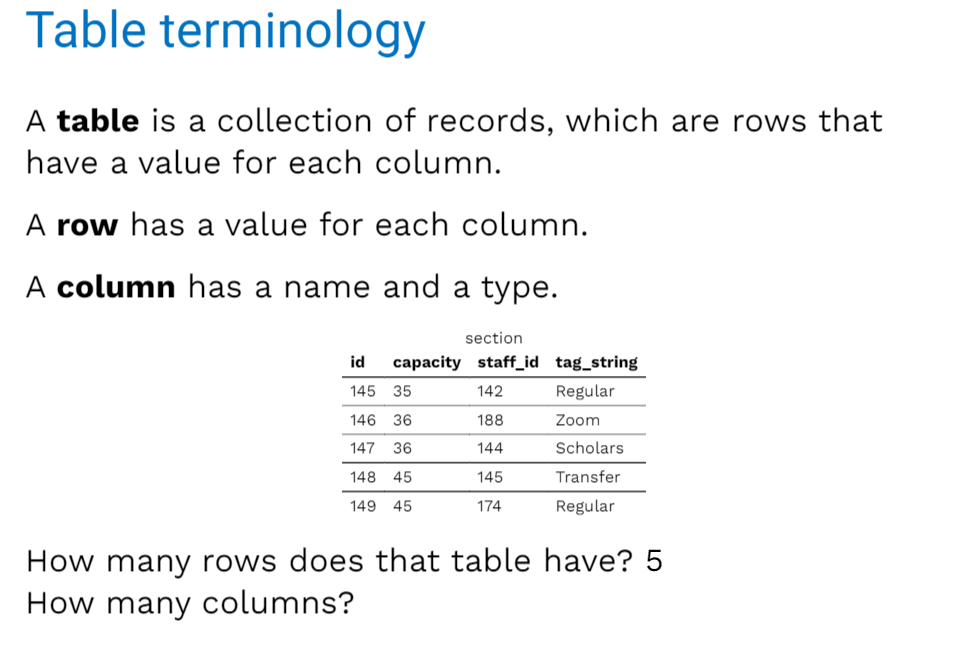 Table terminology
A table is a collection of records, which are rows that
have a value for each column.
A row has a value for each column.
A column has a name and a type.
section
id capacity staff_id tag_string
145 35 142 Regular
146 36 188 Zoom
147 36 144 Scholars
148 45 145 Transfer
149 45 174 Regular
How many rows does that table have? 5
How many columns?